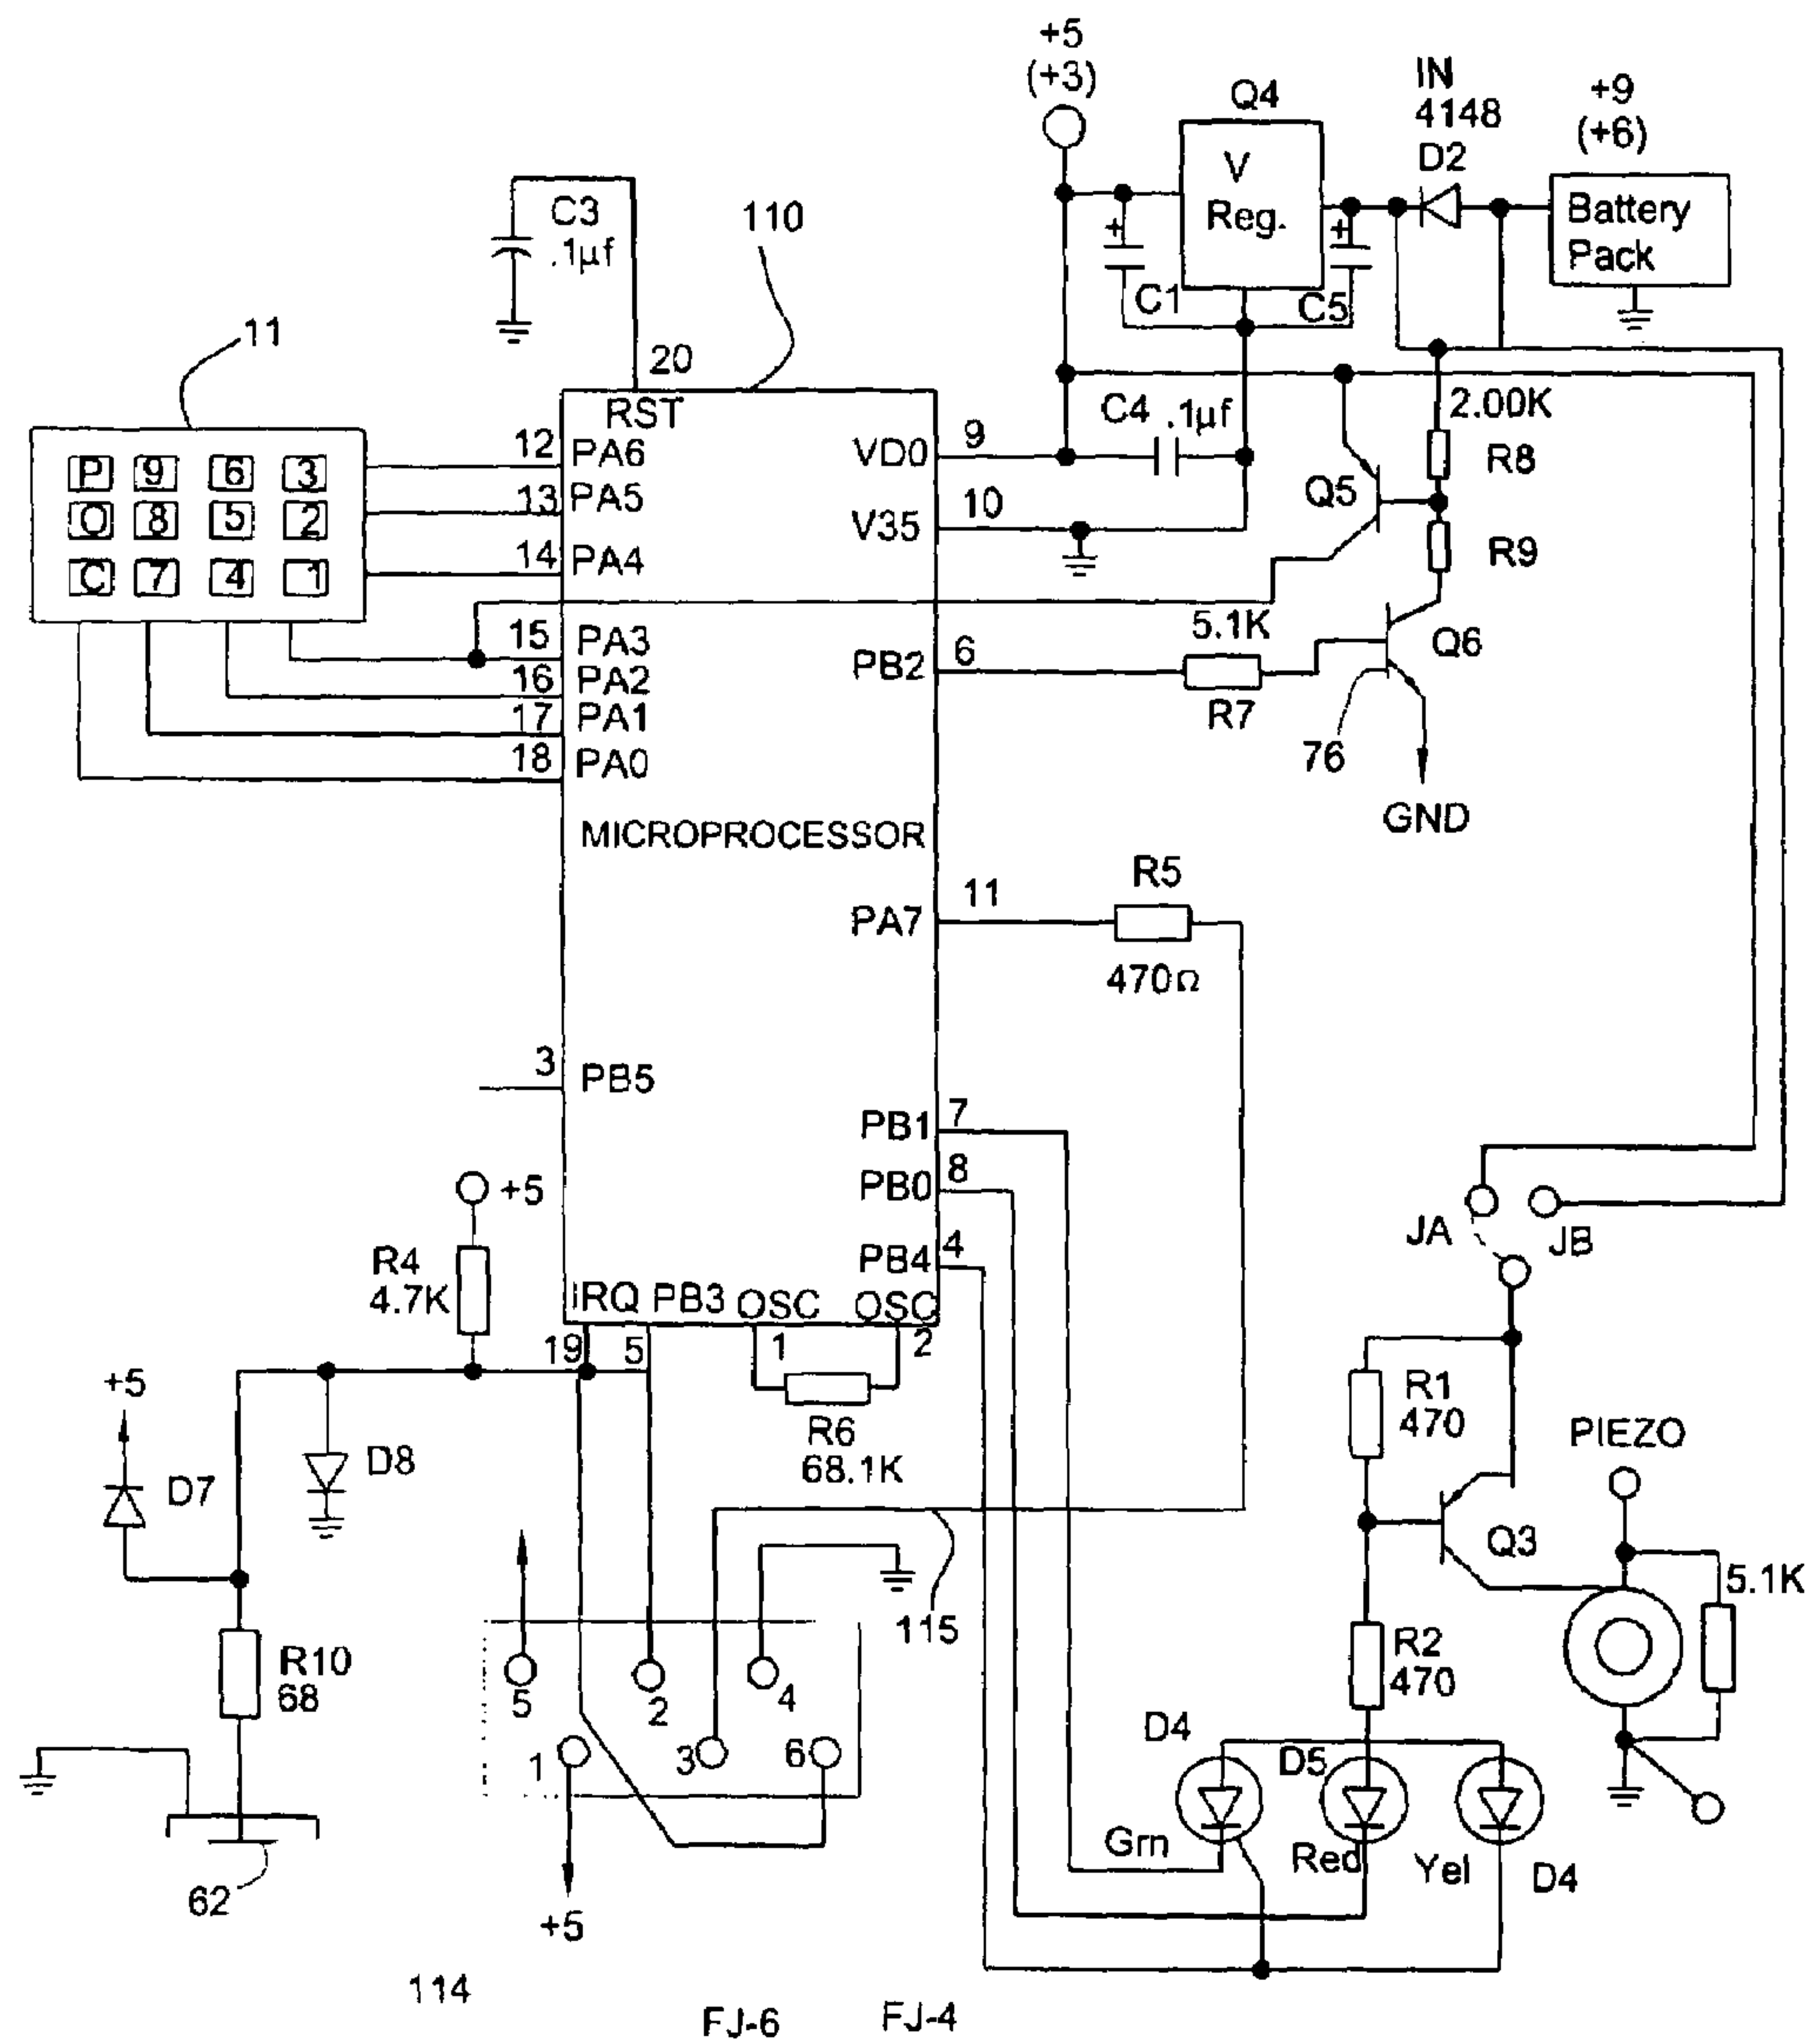 +5
(+3)
Q4
IN
4148
D2
+9
(+6)
V
Reg.
Battery
Pack
+
C1
+
C5
C3
.1µf
110
11
20
RST
P 9 6 3
O 8 5 2
C 7 4 1
12 PA6
13 PA5
14 PA4
15 PA3
16 PA2
17 PA1
18 PA0
VD0 9
C4 .1µf
V35 10
2.00K
R8
Q5
R9
PB2 6
5.1K
R7
Q6
76
GND
MICROPROCESSOR
PA7 11
R5
470Ω
3 PB5
PB1 7
PB0 8
PB4 4
+5
R4
4.7K
IRQ PB3 OSC OSC
19 5 1 2
R6
68.1K
JA
JB
+5
D7
D8
R1
470
PIEZO
Q3
5.1K
115
R10
68
5
2
4
1
3
6
R2
470
D4
D5
Grn
Red
Yel
D4
62
+5
114
FJ-6
FJ-4